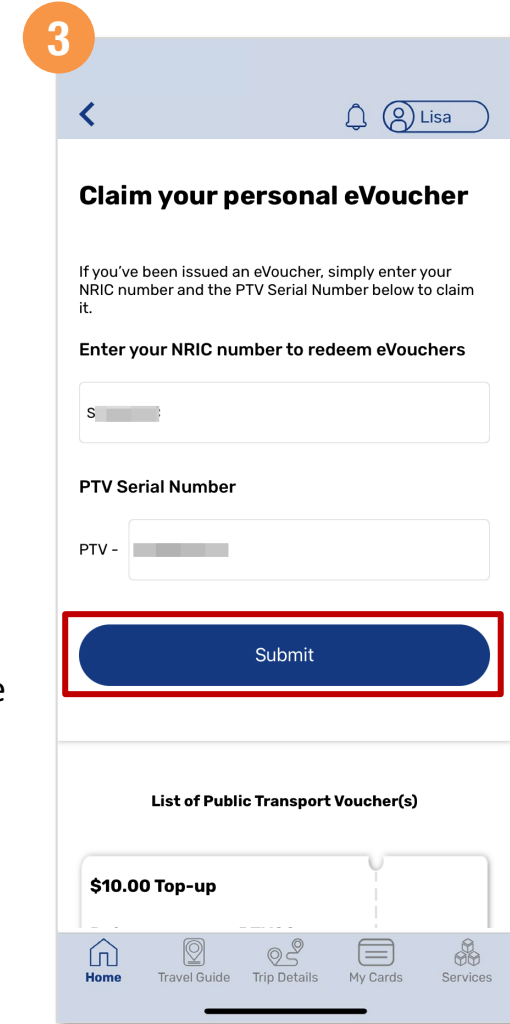 3
Lisa
Claim your personal eVoucher
If you've been issued an eVoucher, simply enter your
NRIC number and the PTV Serial Number below to claim
it.
Enter your NRIC number to redeem eVouchers
S
PTV Serial Number
PTV -
Submit
e
List of Public Transport Voucher(s)
$10.00 Top-up
Home Travel Guide Trip Details My Cards Services